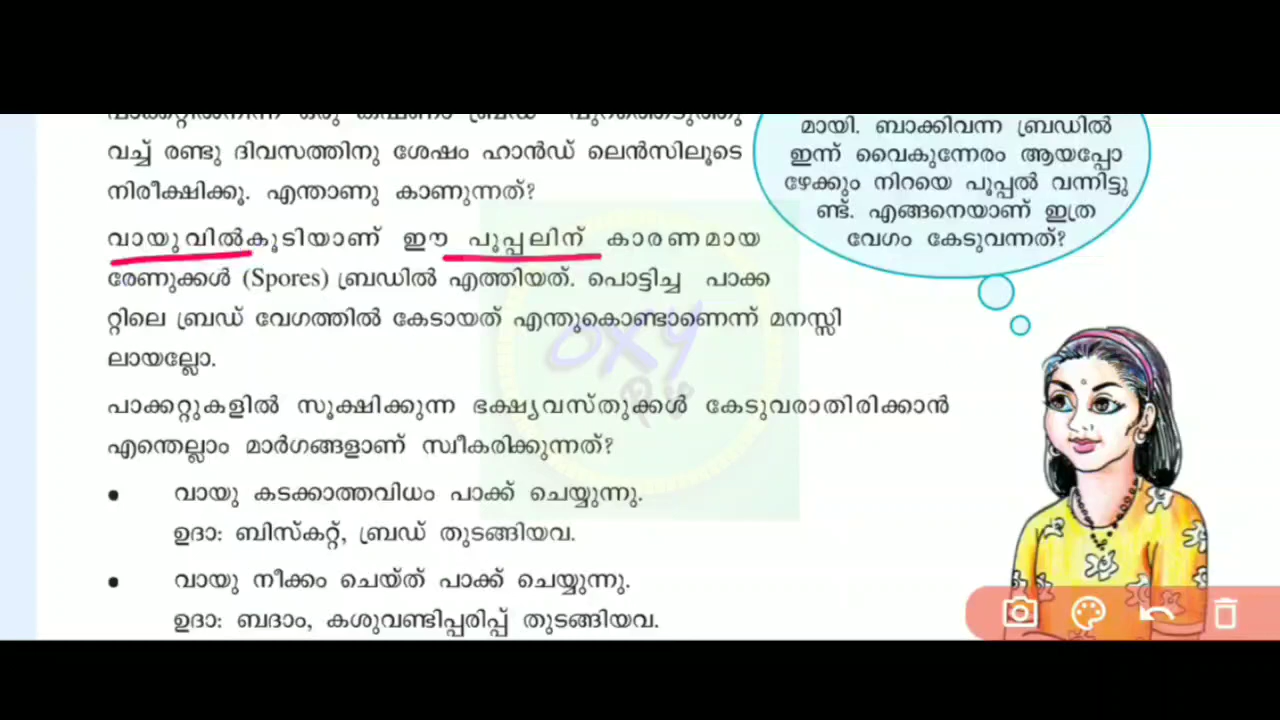 വച്ച് രണ്ടു ദിവസത്തിനു ശേഷം ഹാൻഡ് ലെൻസിലൂടെ
നിരീക്ഷിക്കൂ. എന്താണു കാണുന്നത്?
വായുവിൽകൂടിയാണ് ഈ പൂപ്പലിന് കാരണമായ
രേണുക്കൾ (Spores) ബ്രഡിൽ എത്തിയത്. പൊട്ടിച്ച പാക്ക
റ്റിലെ ബ്രഡ് വേഗത്തിൽ കേടായത് എന്തുകൊണ്ടാണെന്ന് മനസ്സി
ലായല്ലോ.
പാക്കറ്റുകളിൽ സൂക്ഷിക്കുന്ന ഭക്ഷ്യവസ്തുക്കൾ കേടുവരാതിരിക്കാൻ
എന്തെല്ലാം മാർഗങ്ങളാണ് സ്വീകരിക്കുന്നത്?
• വായു കടക്കാത്തവിധം പാക്ക് ചെയ്യുന്നു.
ഉദാ: ബിസ്കറ്റ്, ബ്രഡ് തുടങ്ങിയവ.
• വായു നീക്കം ചെയ്ത് പാക്ക് ചെയ്യുന്നു.
ഉദാ: ബദാം, കശുവണ്ടിപ്പരിപ്പ് തുടങ്ങിയവ.
മായി. ബാക്കിവന്ന ബ്രഡിൽ
ഇന്ന് വൈകുന്നേരം ആയപ്പോ
ഴേക്കും നിറയെ പൂപ്പൽ വന്നിട്ടു
ണ്ട്. എങ്ങനെയാണ് ഇത്ര
വേഗം കേടുവന്നത്?
OXY